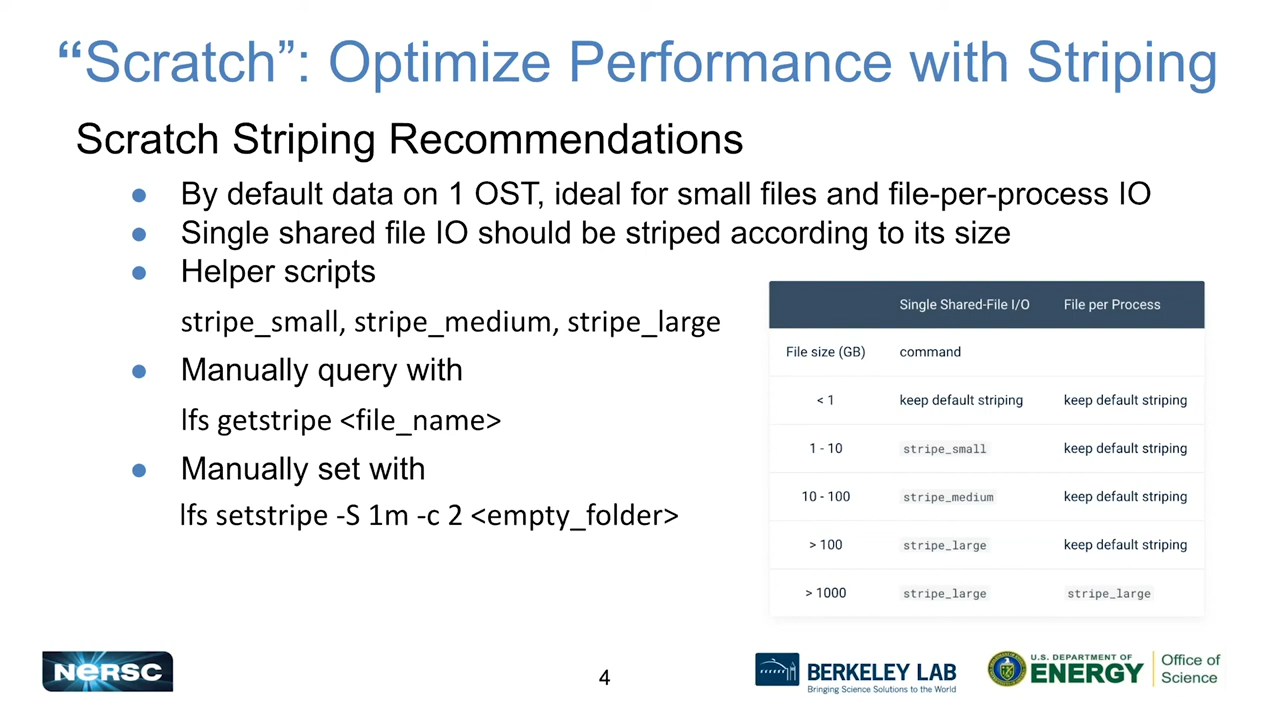 “Scratch”: Optimize Performance with Striping
Scratch Striping Recommendations
● By default data on 1 OST, ideal for small files and file-per-process IO
● Single shared file IO should be striped according to its size
● Helper scripts
stripe_small, stripe_medium, stripe_large
● Manually query with
lfs getstripe <file_name>
● Manually set with
lfs setstripe -S 1m -c 2 <empty_folder>
Single Shared-File I/O File per Process
File size (GB) command
< 1 keep default striping keep default striping
1 - 10 stripe_small keep default striping
10 - 100 stripe_medium keep default striping
> 100 stripe_large keep default striping
> 1000 stripe_large stripe_large
NERSC
4
BERKELEY LAB
Bringing Science Solutions to the World
U.S. DEPARTMENT OF
ENERGY
Office of
Science